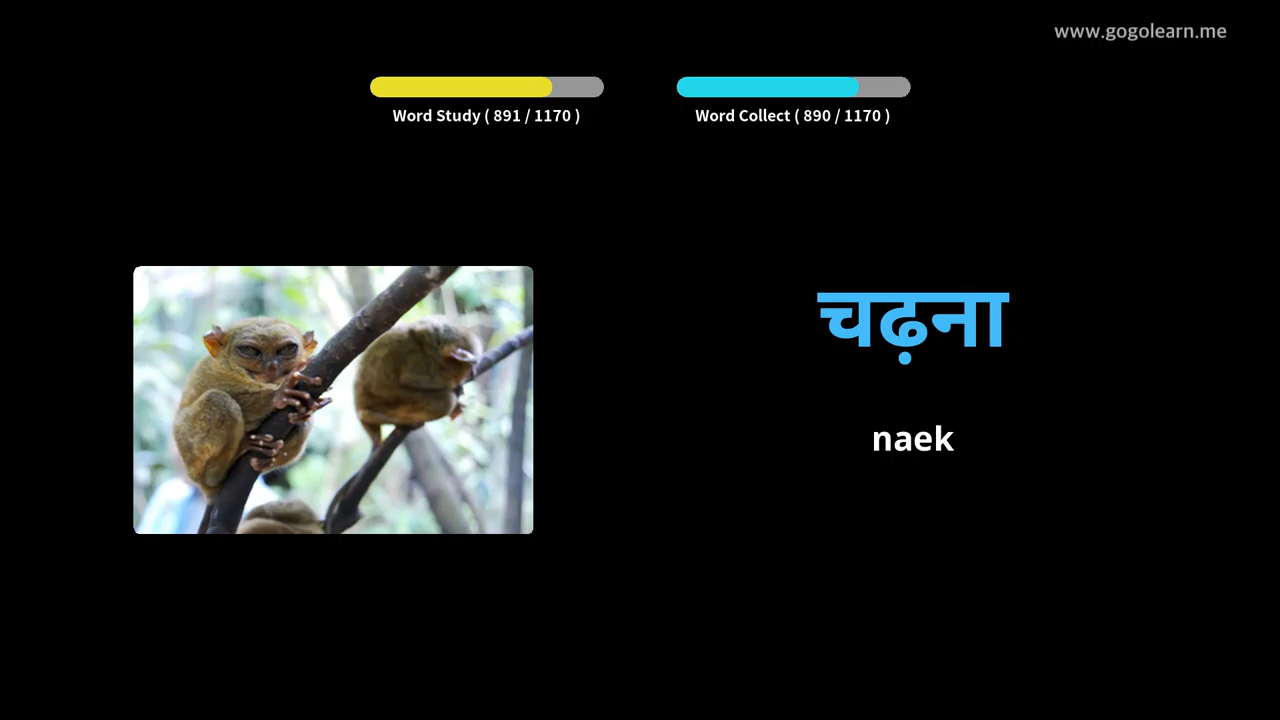 www.gogolearn.me
Word Study ( 891 / 1170 )
Word Collect ( 890 / 1170 )
चढ़ना
naek